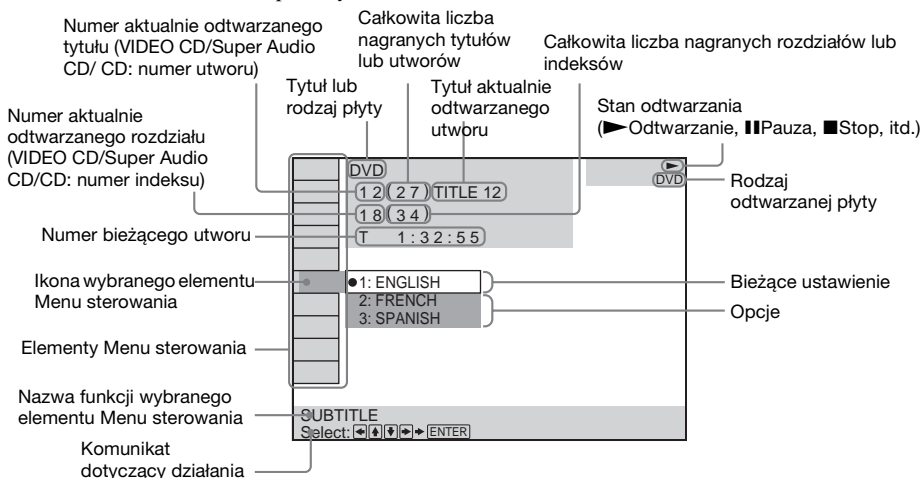 Numer aktualnie odtwarzanego
tytułu (VIDEO CD/Super Audio
CD/ CD: numer utworu)
Całkowita liczba
nagranych tytułów
lub utworów
Całkowita liczba nagranych rozdziałów lub
indeksów
Tytuł lub
rodzaj płyty
Tytuł aktualnie
odtwarzanego
utworu
Stan odtwarzania
(►Odtwarzanie, ❚❚Pauza, ■Stop, itd.)
Numer aktualnie
odtwarzanego rozdziału
(VIDEO CD/Super Audio
CD/CD: numer indeksu)
DVD
►
DVD
Rodzaj
odtwarzanej płyty
1 2 ( 2 7 ) TITLE 12
1 8 ( 3 4 )
Numer bieżącego utworu
T 1 : 3 2 : 5 5
Ikona wybranego elementu
Menu sterowania
●1: ENGLISH
2: FRENCH
3: SPANISH
Bieżące ustawienie
Opcje
Elementy Menu sterowania
Nazwa funkcji wybranego
elementu Menu sterowania
SUBTITLE
Select: ENTER
Komunikat
dotyczący działania